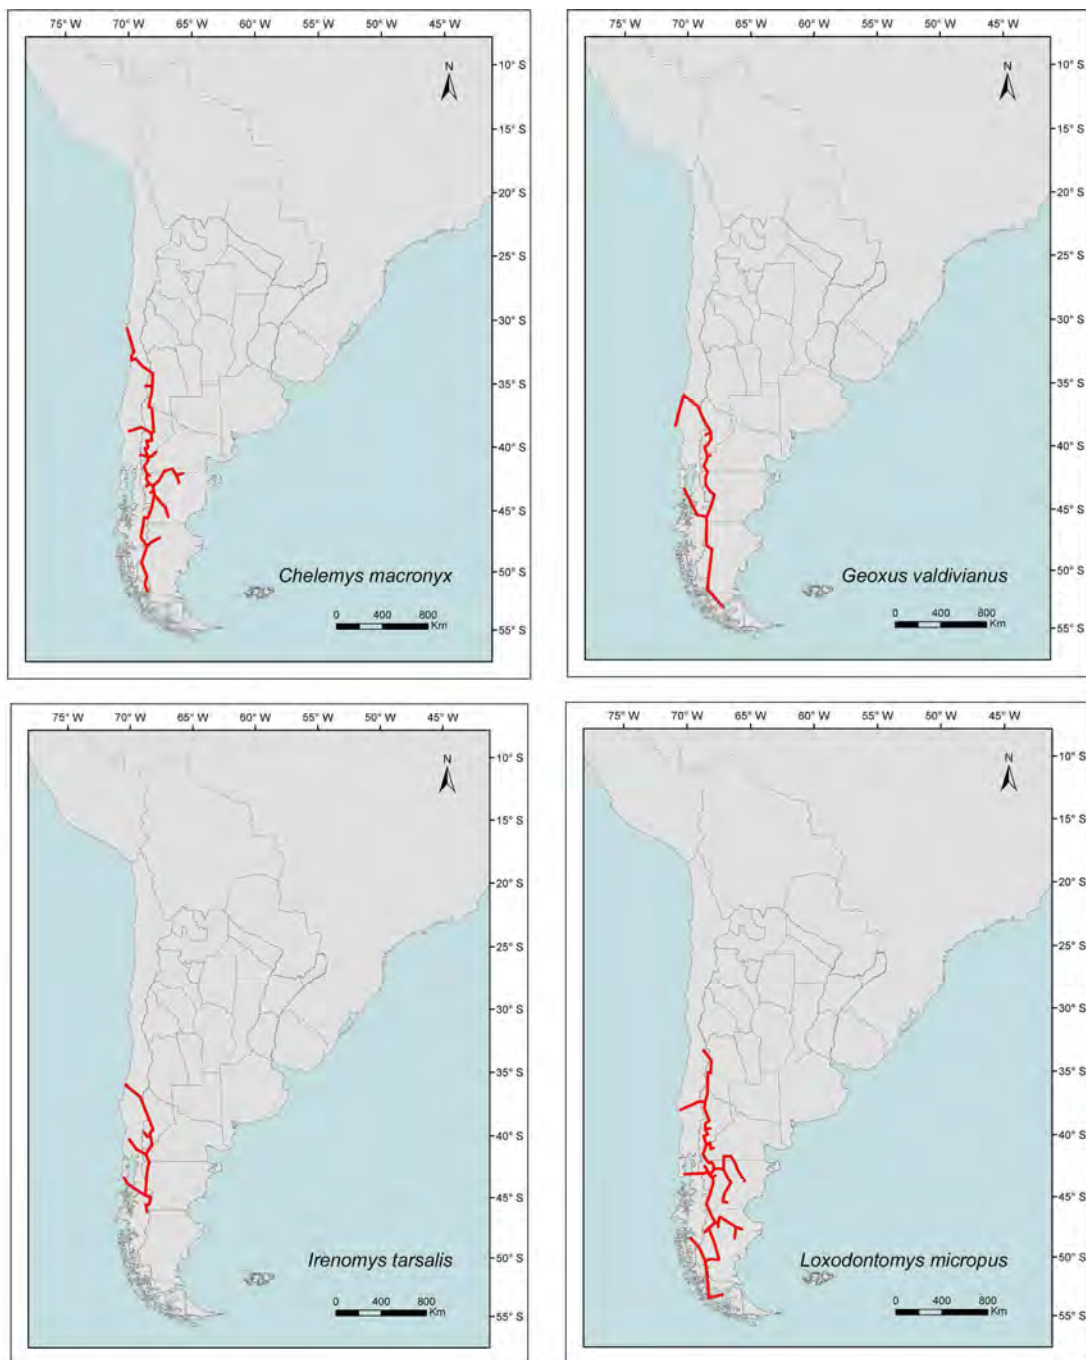 75° W 70° W 65° W 60° W 55° W 50° W 45° W
N
10° S
15° S
20° S
25° S
30° S
35° S
40° S
45° S
50° S
55° S
Chelemys macronyx
0 400 800
Km
75° W 70° W 65° W 60° W 55° W 50° W 45° W
N
10° S
15° S
20° S
25° S
30° S
35° S
40° S
45° S
50° S
55° S
Geoxus valdivianus
0 400 800
Km
75° W 70° W 65° W 60° W 55° W 50° W 45° W
N
10° S
15° S
20° S
25° S
30° S
35° S
40° S
45° S
50° S
55° S
Irenomys tarsalis
0 400 800
Km
75° W 70° W 65° W 60° W 55° W 50° W 45° W
N
10° S
15° S
20° S
25° S
30° S
35° S
40° S
45° S
50° S
55° S
Loxodontomys micropus
0 400 800
Km